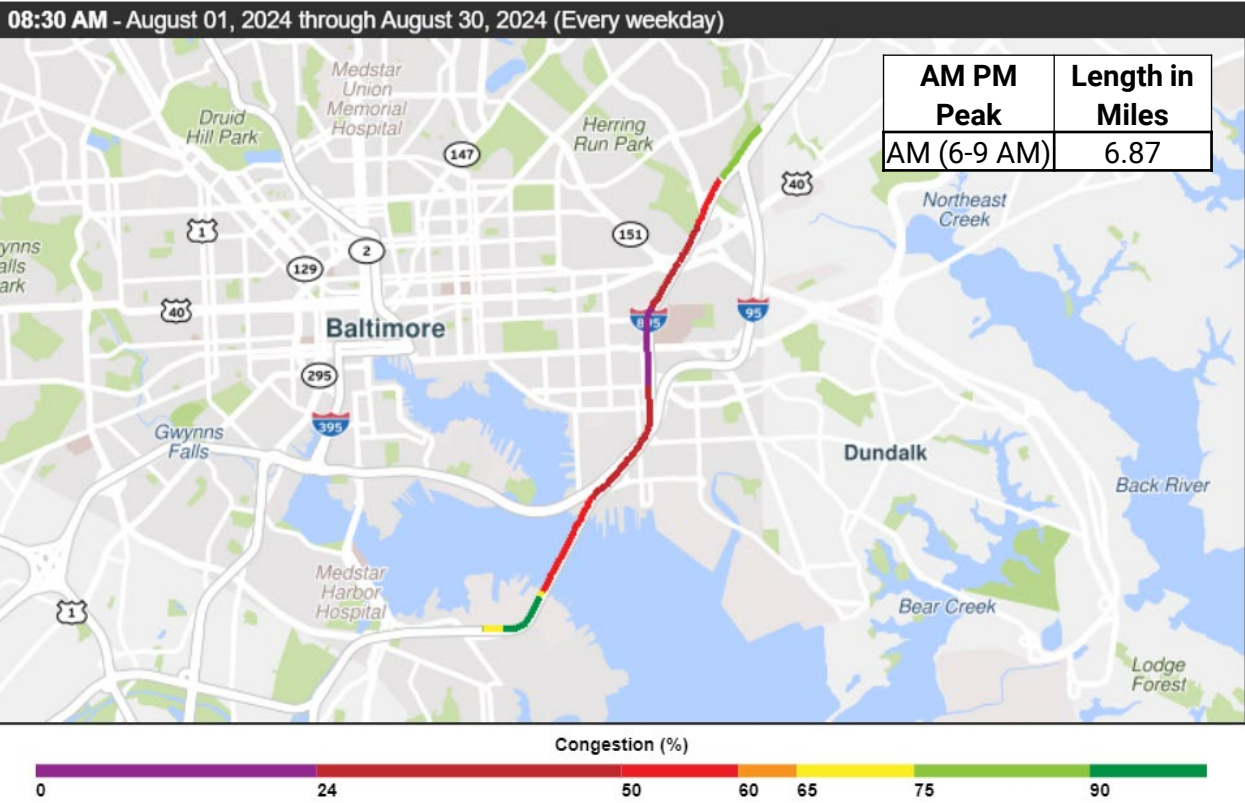 08:30 AM - August 01, 2024 through August 30, 2024 (Every weekday)
AM PM
Peak
Length in
Miles
AM (6-9 AM)
6.87
Medstar
Union
Memorial
Hospital
Druid
Hill Park
147
Herring
Run Park
40
Northeast
Creek
1
2
151
129
40
895
95
Baltimore
295
395
Gwynns
Falls
Dundalk
Back River
Medstar
Harbor
Hospital
1
Bear Creek
Lodge
Forest
Congestion (%)
0 24 50 60 65 75 90